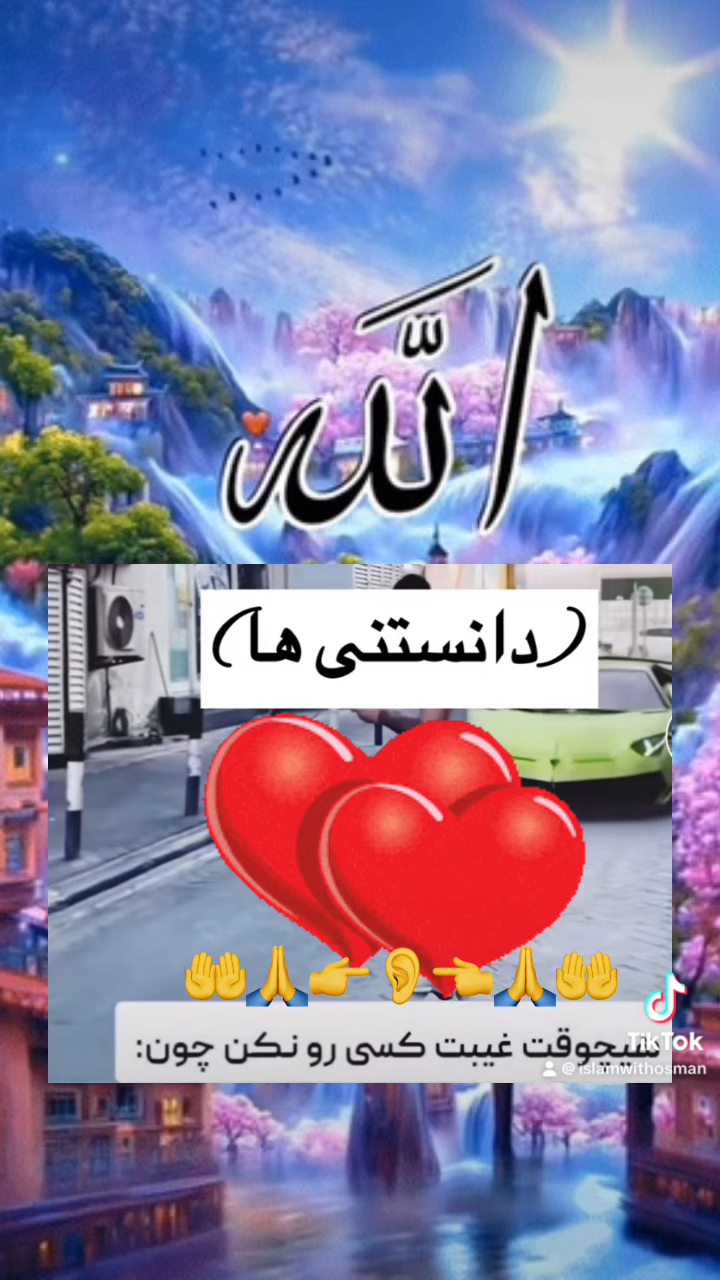 الله
(دانستنی ها)
هیچوقت غیبت کسی رو نکن چون:
TikTok
@islamwithosman